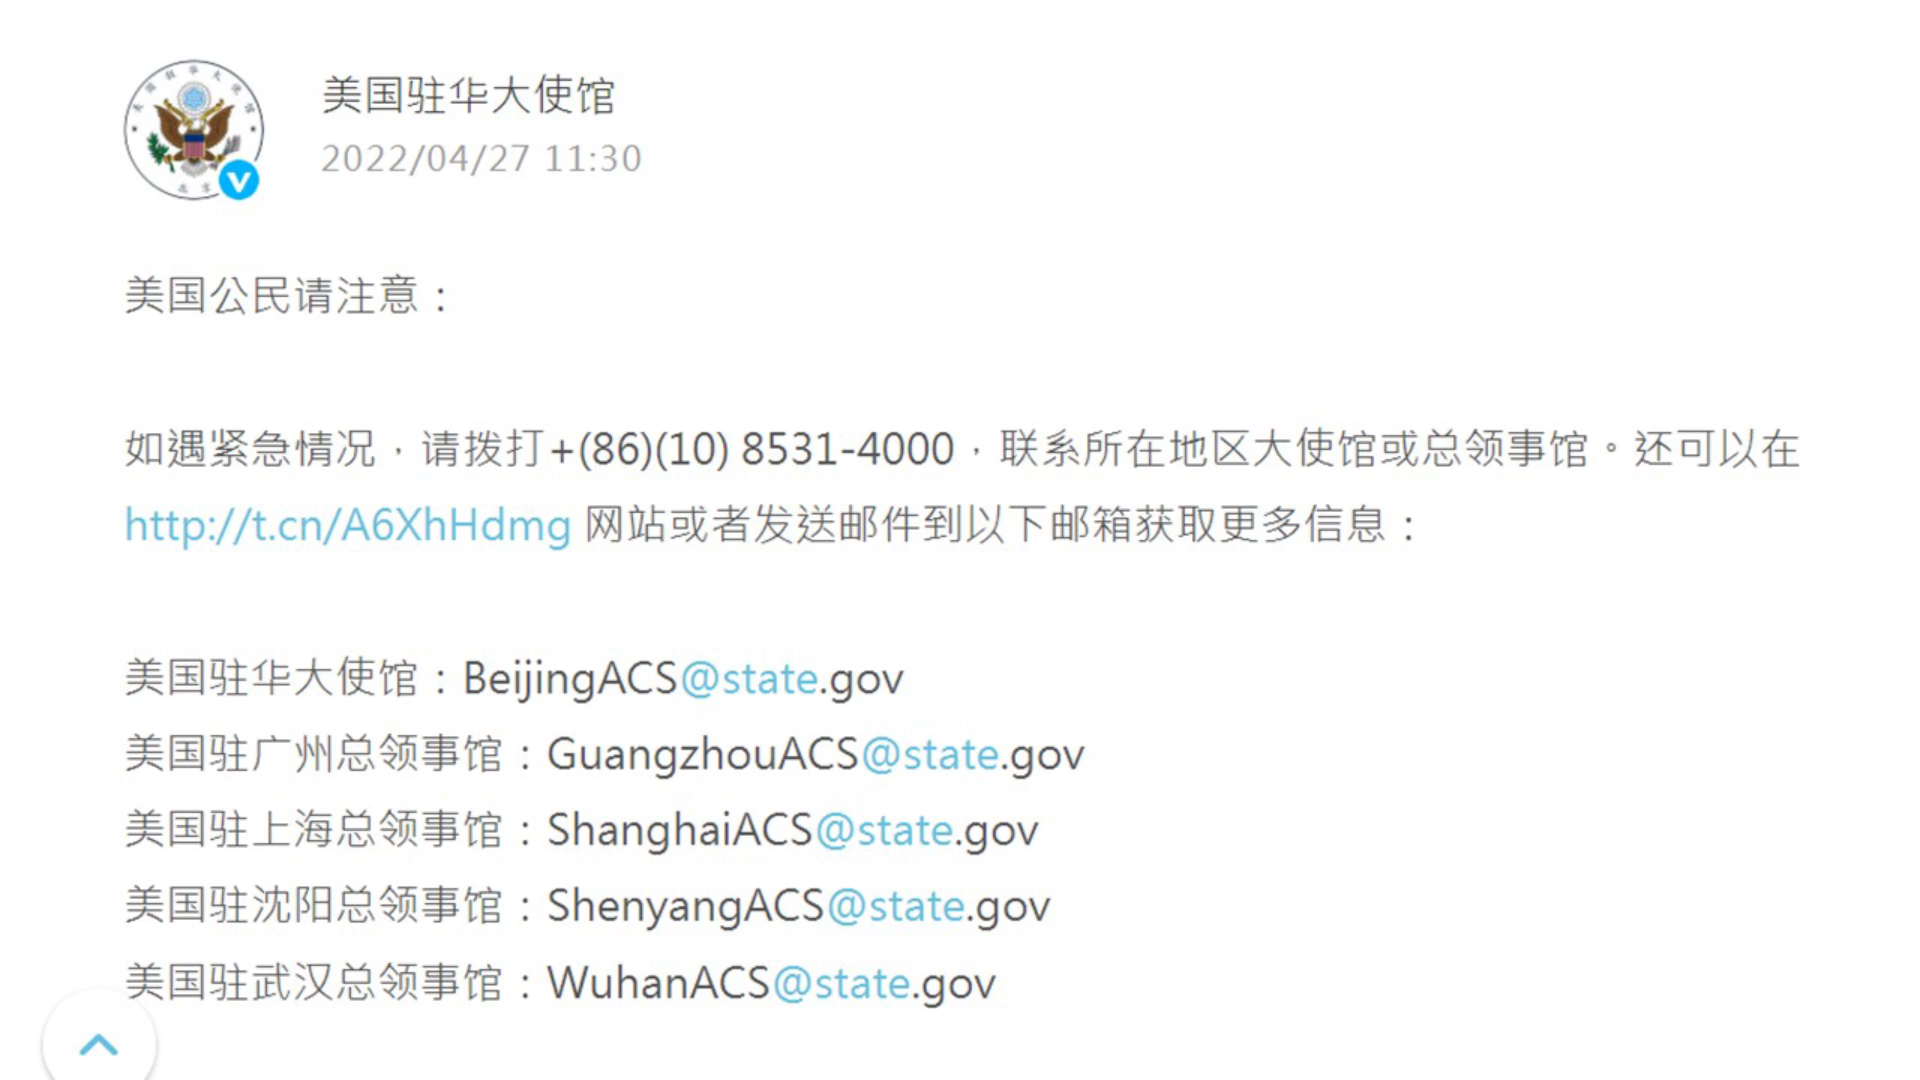 美国驻华大使馆
2022/04/27 11:30
美国公民请注意：
如遇紧急情况，请拨打+(86)(10) 8531-4000，联系所在地区大使馆或总领事馆。还可以在
http://t.cn/A6XhHdmg 网站或者发送邮件到以下邮箱获取更多信息：
美国驻华大使馆：BeijingACS@state.gov
美国驻广州总领事馆：GuangzhouACS@state.gov
美国驻上海总领事馆：ShanghaiACS@state.gov
美国驻沈阳总领事馆：ShenyangACS@state.gov
美国驻武汉总领事馆：WuhanACS@state.gov